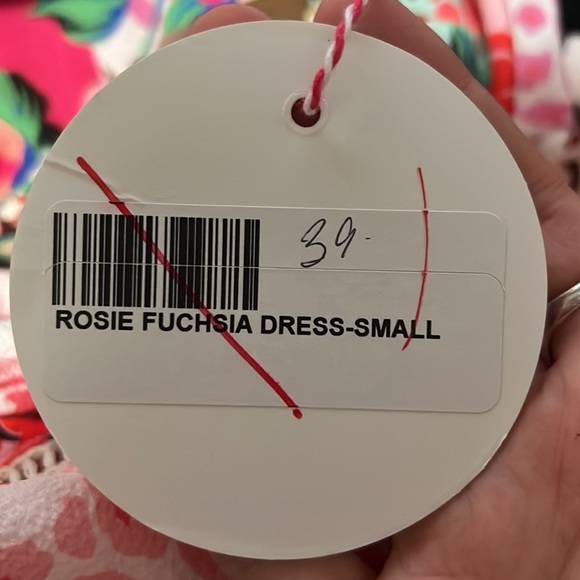 39-
ROSIE FUCHSIA DRESS-SMALL